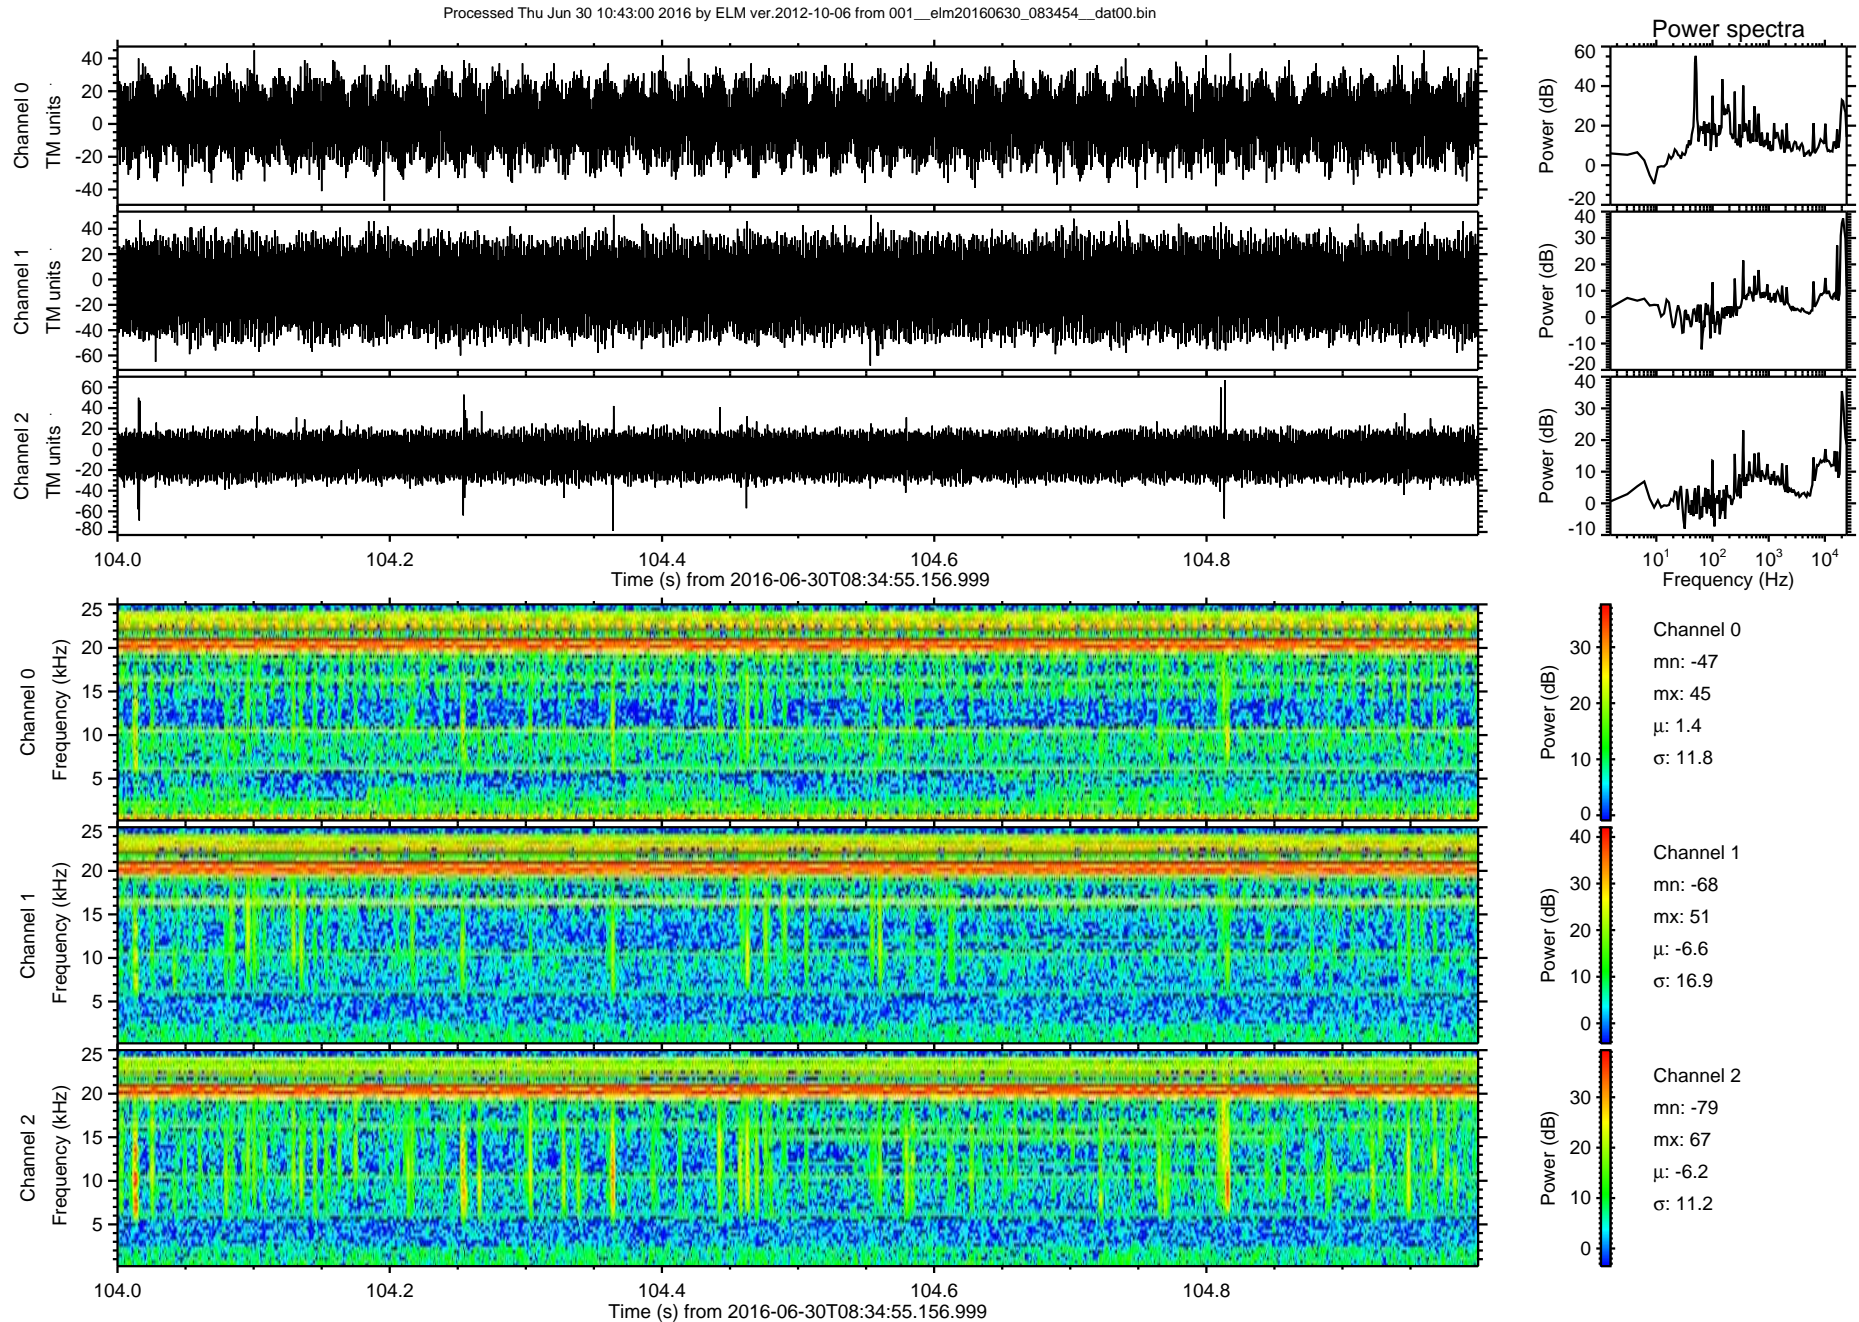 Processed Thu Jun 30 10:43:00 2016 by ELM ver.2012-10-06 from 001__elm20160630_083454__dat00.bin
Power spectra
Channel 0
TM units
40
20
0
-20
-40
Power (dB)
60
40
20
0
-20
Channel 1
TM units
40
20
0
-20
-40
-60
Power (dB)
40
30
20
10
0
-10
-20
Channel 2
TM units
60
40
20
0
-20
-40
-60
-80
Power (dB)
40
30
20
10
0
-10
104.0 104.2 104.4 104.6 104.8
Time (s) from 2016-06-30T08:34:55.156.999
10¹ 10² 10³ 10⁴
Frequency (Hz)
Channel 0
Frequency (kHz)
25
20
15
10
5
Power (dB)
30
20
10
0
Channel 0
mn: -47
mx: 45
μ: 1.4
σ: 11.8
Channel 1
Frequency (kHz)
25
20
15
10
5
Power (dB)
40
30
20
10
0
Channel 1
mn: -68
mx: 51
μ: -6.6
σ: 16.9
Channel 2
Frequency (kHz)
25
20
15
10
5
Power (dB)
30
20
10
0
Channel 2
mn: -79
mx: 67
μ: -6.2
σ: 11.2
104.0 104.2 104.4 104.6 104.8
Time (s) from 2016-06-30T08:34:55.156.999